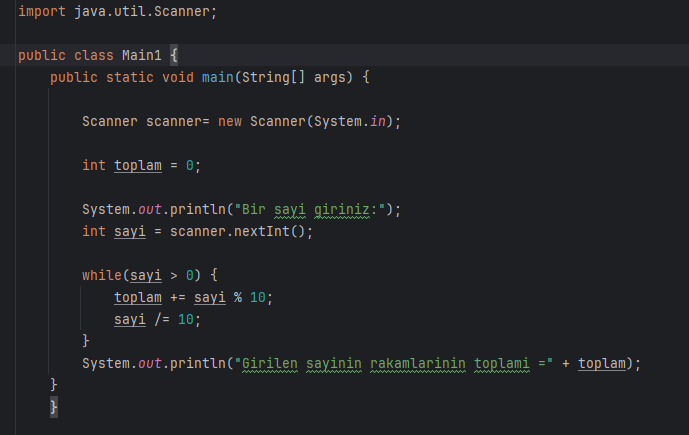 import java.util.Scanner;
public class Main1 {
public static void main(String[] args) {
Scanner scanner= new Scanner(System.in);
int toplam = 0;
System.out.println("Bir sayi giriniz:");
int sayi = scanner.nextInt();
while(sayi > 0) {
toplam += sayi % 10;
sayi /= 10;
}
System.out.println("Girilen sayinin rakamlarinin toplami =" + toplam);
}
}